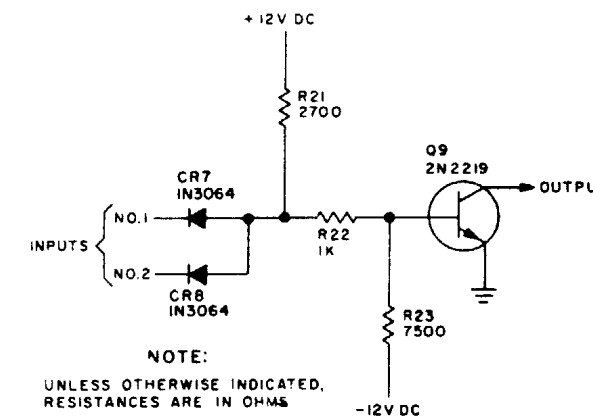 +12V DC
R21
2700
Q9
2N2219
CR7
IN3064
OUTPU
NO.1
R22
1K
INPUTS
NO.2
CR8
IN3064
R23
7500
NOTE:
UNLESS OTHERWISE INDICATED,
RESISTANCES ARE IN OHMS
-12V DC